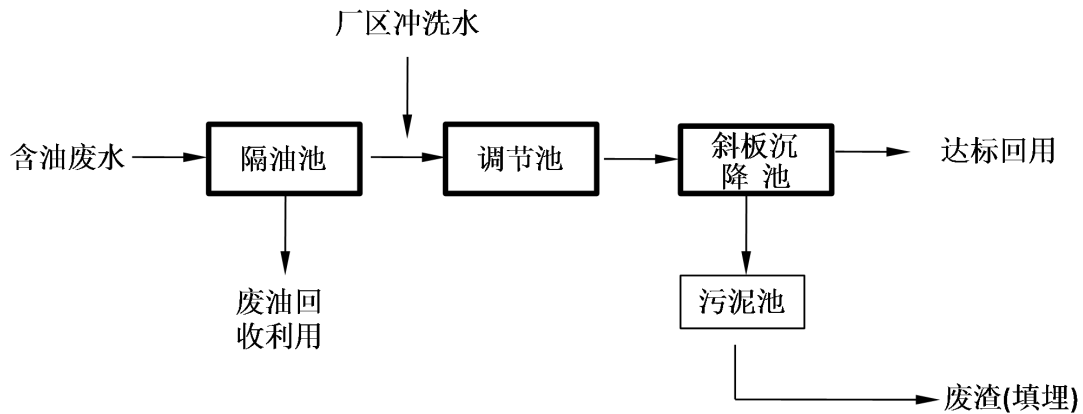 厂区冲洗水
含油废水
隔油池
调节池
斜板沉
降 池
达标回用
废油回
收利用
污泥池
废渣(填埋)